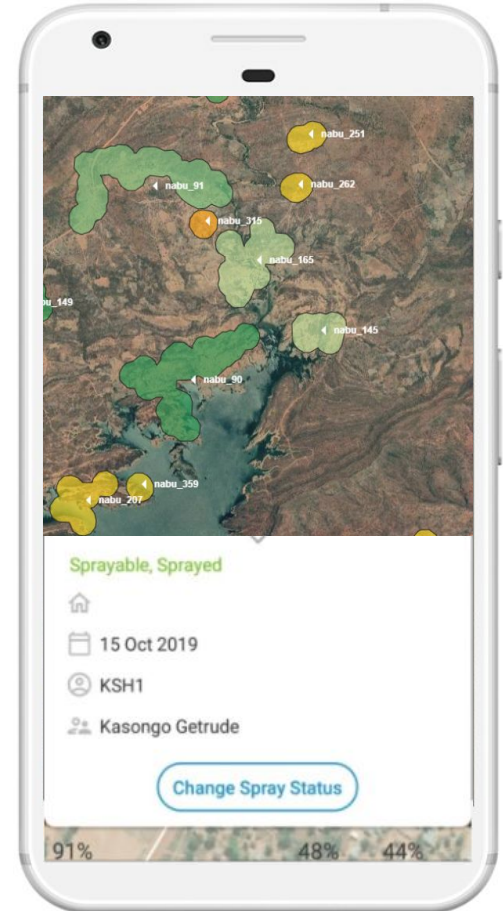 nabu_251
nabu_91
nabu_262
nabu_315
nabu_165
bu_149
nabu_145
nabu_90
nabu_359
nabu_207
Sprayable, Sprayed
15 Oct 2019
KSH1
Kasongo Getrude
Change Spray Status
91% 48% 44%